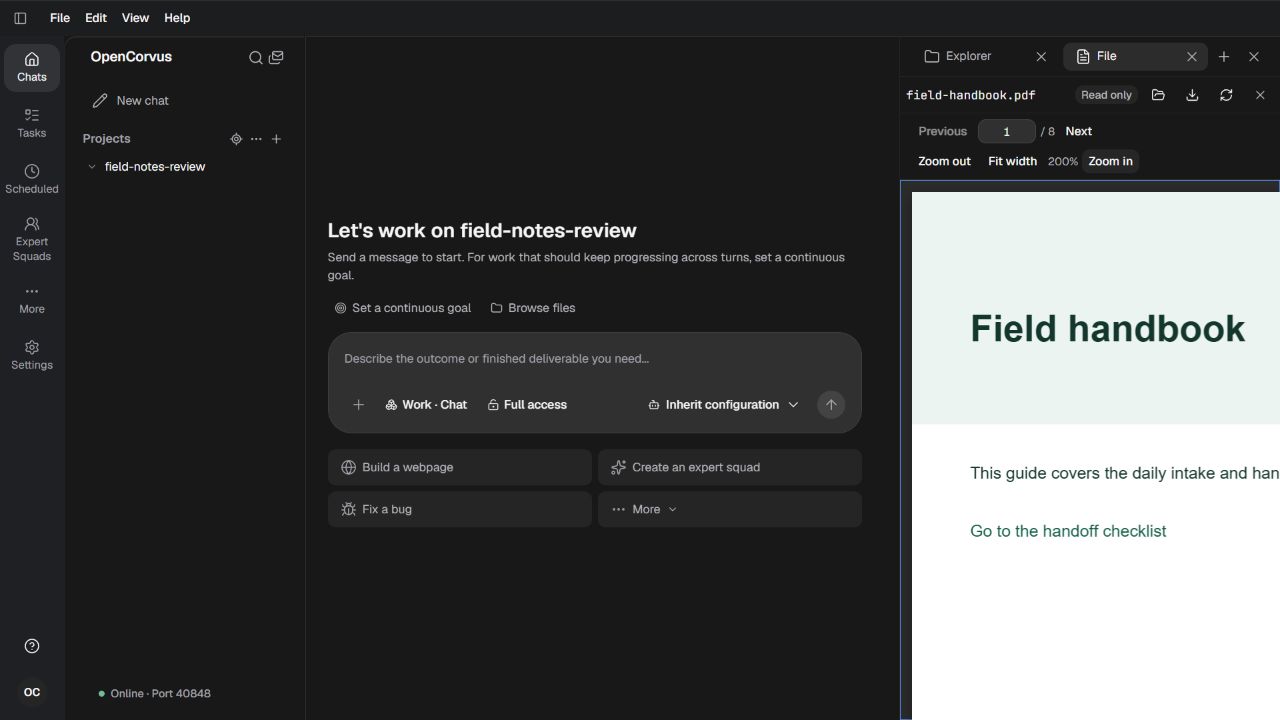 File Edit View Help
Chats
Tasks
Scheduled
Expert
Squads
More
Settings
OC
OpenCorvus
New chat
Projects
field-notes-review
Online · Port 40848
Let's work on field-notes-review
Send a message to start. For work that should keep progressing across turns, set a continuous
goal.
Set a continuous goal Browse files
Describe the outcome or finished deliverable you need...
Work · Chat Full access Inherit configuration
Build a webpage Create an expert squad
Fix a bug More
Explorer File
field-handbook.pdf Read only
Previous 1 / 8 Next
Zoom out Fit width 200% Zoom in
Field handbook
This guide covers the daily intake and han
Go to the handoff checklist